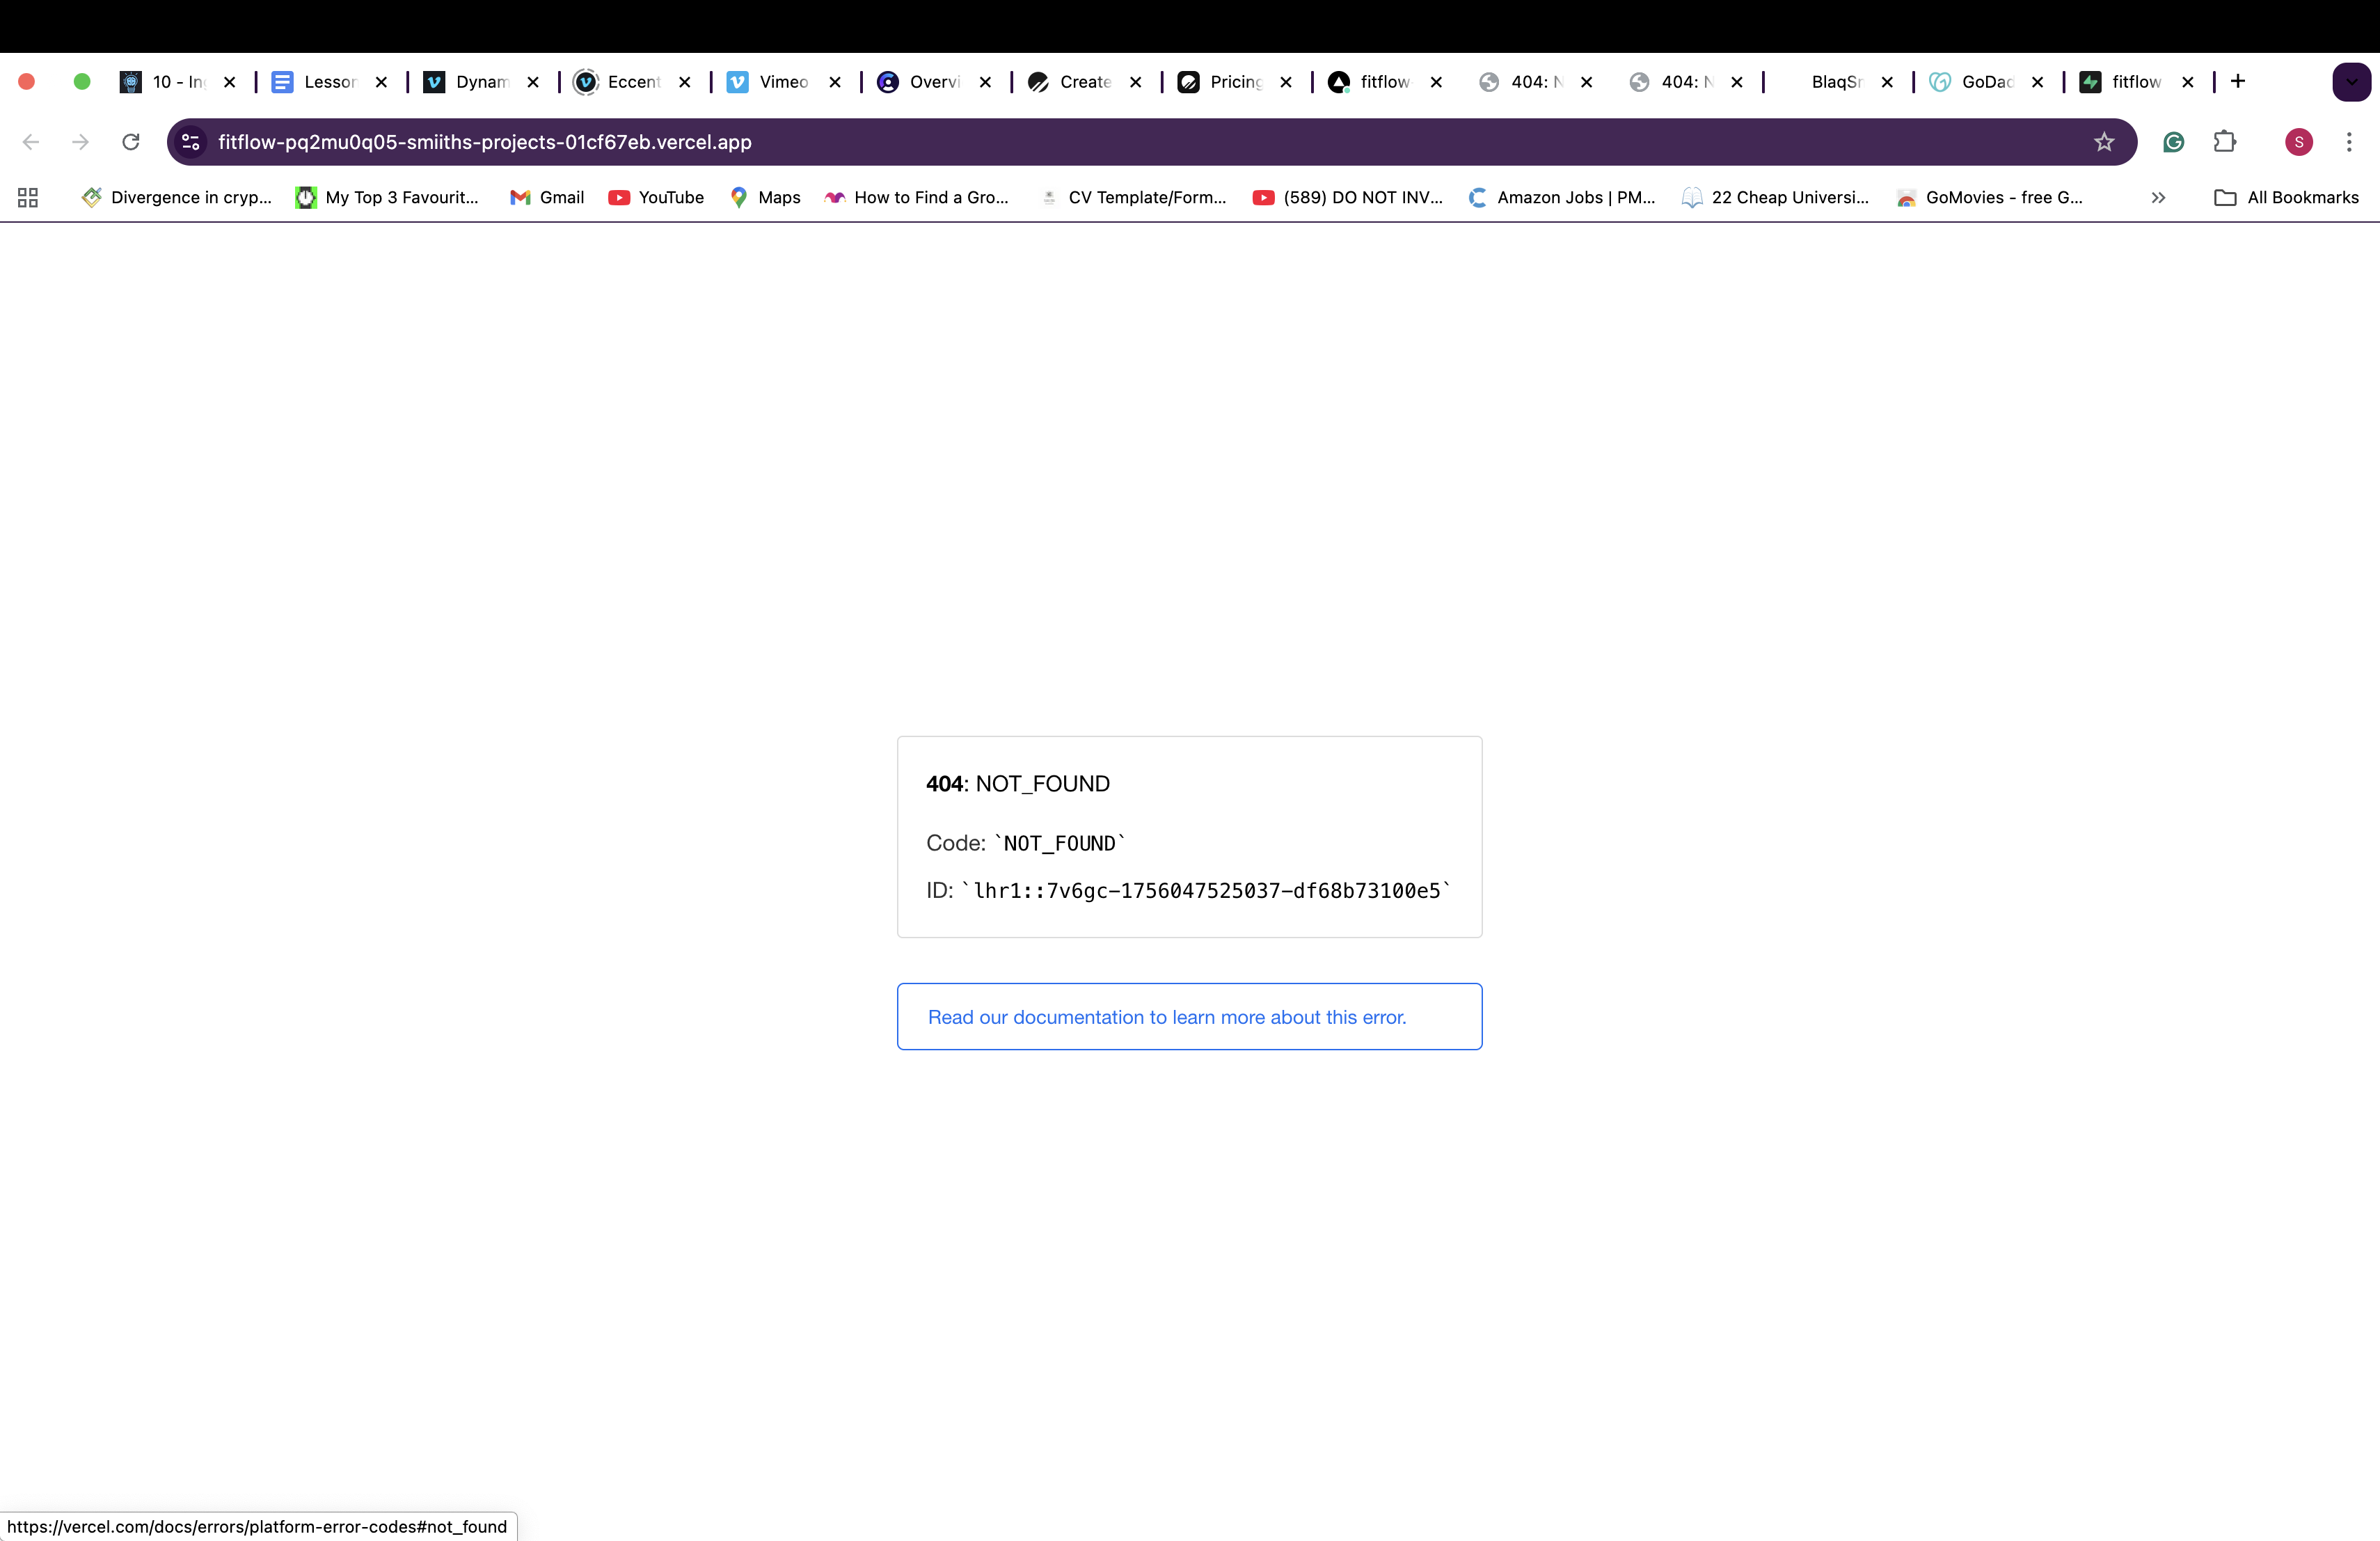 10 - In
Lesson
Dynam
Eccent
Vimeo
Overvi
Create
Pricing
fitflow
404: N
404: N
BlaqSm
GoDad
fitflow
fitflow-pq2mu0q05-smiiths-projects-01cf67eb.vercel.app
S
Divergence in cryp...
My Top 3 Favourit...
Gmail
YouTube
Maps
How to Find a Gro...
CV Template/Form...
(589) DO NOT INV...
Amazon Jobs | PM...
22 Cheap Universi...
GoMovies - free G...
All Bookmarks
404: NOT_FOUND
Code: `NOT_FOUND`
ID: `lhr1::7v6gc-1756047525037-df68b73100e5`
Read our documentation to learn more about this error.
https://vercel.com/docs/errors/platform-error-codes#not_found